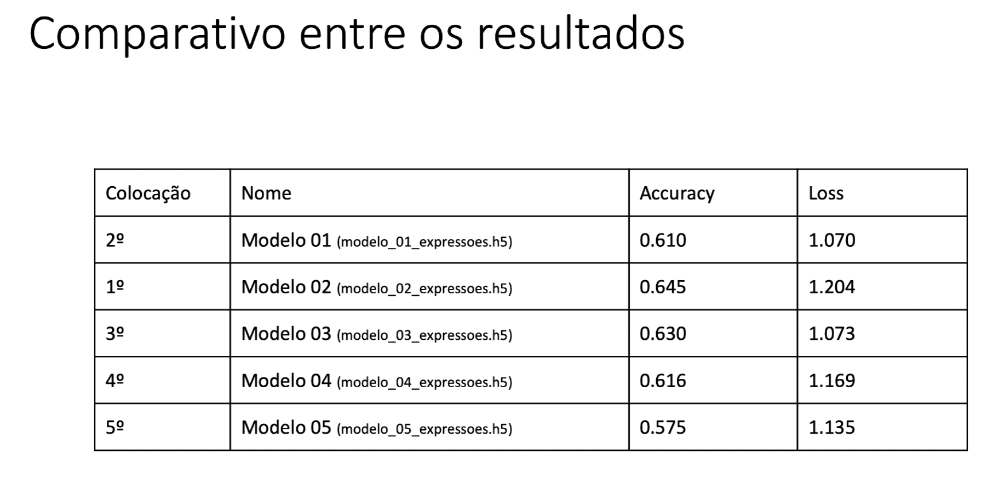 Comparativo entre os resultados
Colocação Nome Accuracy Loss
2º Modelo 01 (modelo_01_expressoes.h5) 0.610 1.070
1º Modelo 02 (modelo_02_expressoes.h5) 0.645 1.204
3º Modelo 03 (modelo_03_expressoes.h5) 0.630 1.073
4º Modelo 04 (modelo_04_expressoes.h5) 0.616 1.169
5º Modelo 05 (modelo_05_expressoes.h5) 0.575 1.135